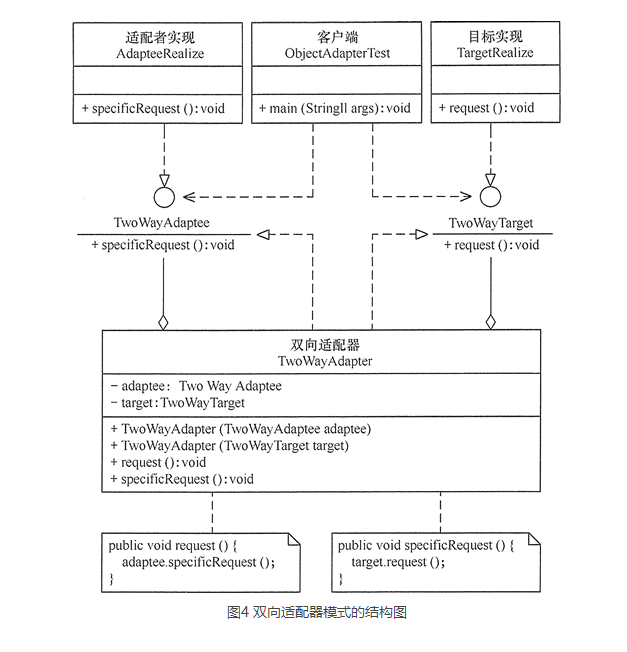 适配者实现
AdapteeRealize
+ specificRequest ():void
客户端
ObjectAdapterTest
+ main (StringII args):void
目标实现
TargetRealize
+ request ():void
TwoWayAdaptee
+ specificRequest ():void
TwoWayTarget
+ request ():void
双向适配器
TwoWayAdapter
- adaptee: Two Way Adaptee
- target:TwoWayTarget
+ TwoWayAdapter (TwoWayAdaptee adaptee)
+ TwoWayAdapter (TwoWayTarget target)
+ request ():void
+ specificRequest ():void
public void request () {
adaptee.specificRequest ();
}
public void specificRequest () {
target.request ();
}
图4 双向适配器模式的结构图